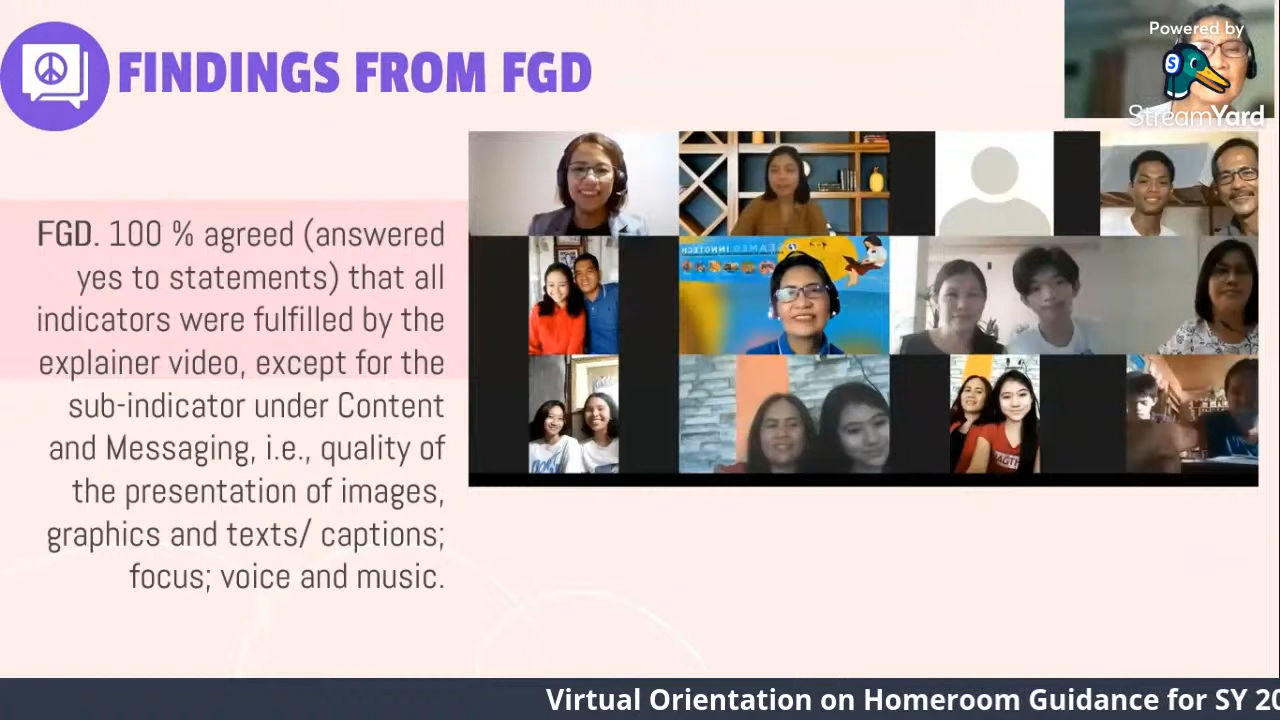 FINDINGS FROM FGD
Powered by
StreamYard
FGD. 100 % agreed (answered
yes to statements) that all
indicators were fulfilled by the
explainer video, except for the
sub-indicator under Content
and Messaging, i.e., quality of
the presentation of images,
graphics and texts/ captions;
focus; voice and music.
SEAMEO INNOTECH
Virtual Orientation on Homeroom Guidance for SY 20